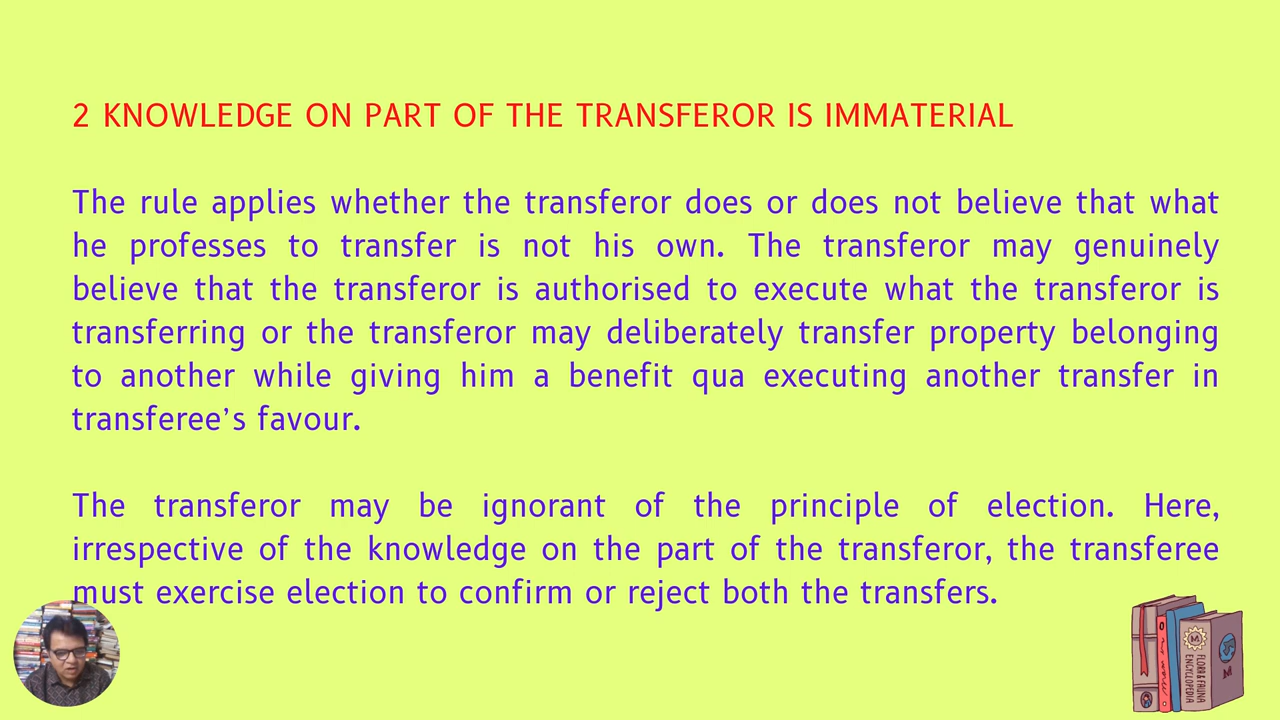 2 KNOWLEDGE ON PART OF THE TRANSFEROR IS IMMATERIAL
The rule applies whether the transferor does or does not believe that what
he professes to transfer is not his own. The transferor may genuinely
believe that the transferor is authorised to execute what the transferor is
transferring or the transferor may deliberately transfer property belonging
to another while giving him a benefit qua executing another transfer in
transferee’s favour.
The transferor may be ignorant of the principle of election. Here,
irrespective of the knowledge on the part of the transferor, the transferee
must exercise election to confirm or reject both the transfers.
FLORA & FAUNA
ENCYCLOPEDIA
M
M